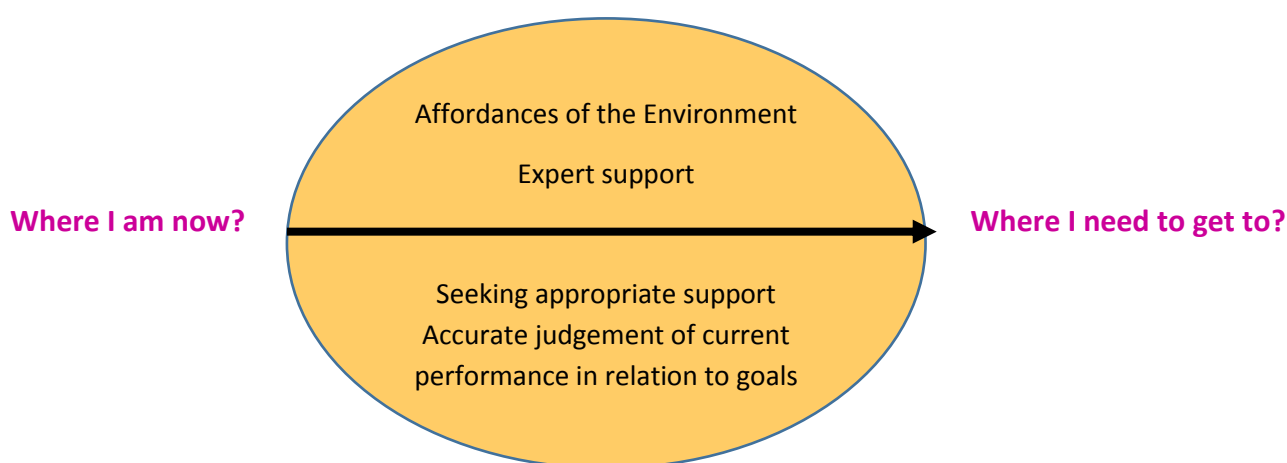 Affordances of the Environment
Expert support
Where I am now?
Where I need to get to?
Seeking appropriate support
Accurate judgement of current
performance in relation to goals